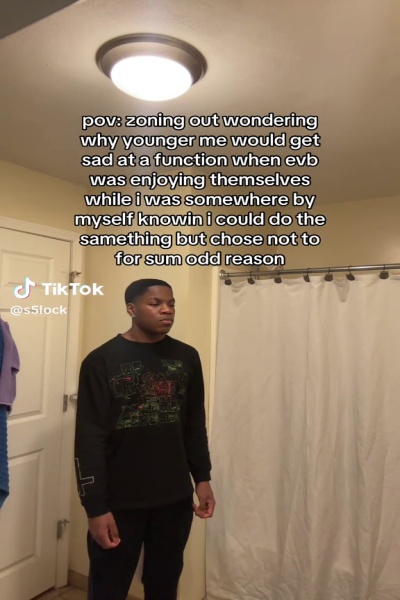 pov: zoning out wondering
why younger me would get
sad at a function when evb
was enjoying themselves
while i was somewhere by
myself knowin i could do the
samething but chose not to
for sum odd reason
TikTok
@s5lock